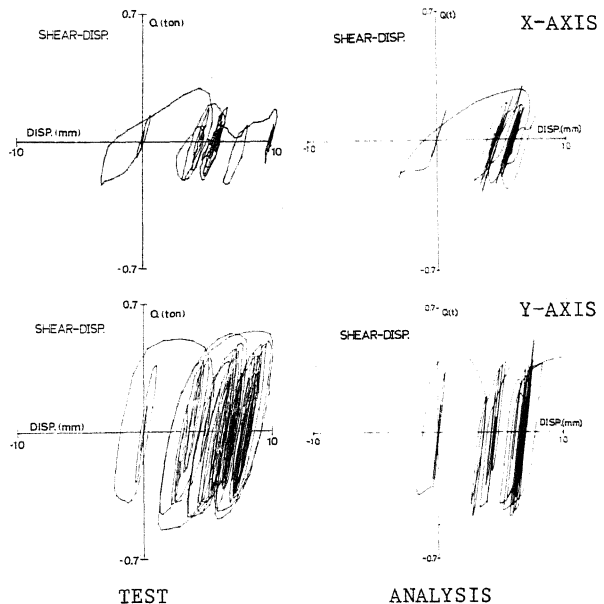 0.7
Q (ton)
SHEAR-DISP.
DISP. (mm)
-10
10
-0.7
0.7
Q(t)
X-AXIS
SHEAR-DISP.
DISP.(mm)
-10
10
-0.7
0.7
Q (ton)
SHEAR-DISP.
DISP. (mm)
-10
10
-0.7
0.7
Q(t)
Y-AXIS
SHEAR-DISP.
DISP.(mm)
-10
10
-0.7
TEST
ANALYSIS